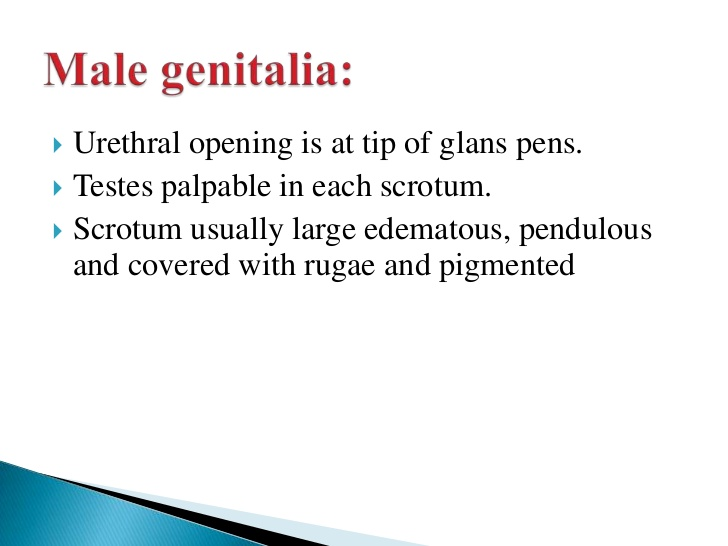 Male genitalia:
Urethral opening is at tip of glans pens.
Testes palpable in each scrotum.
Scrotum usually large edematous, pendulous
and covered with rugae and pigmented